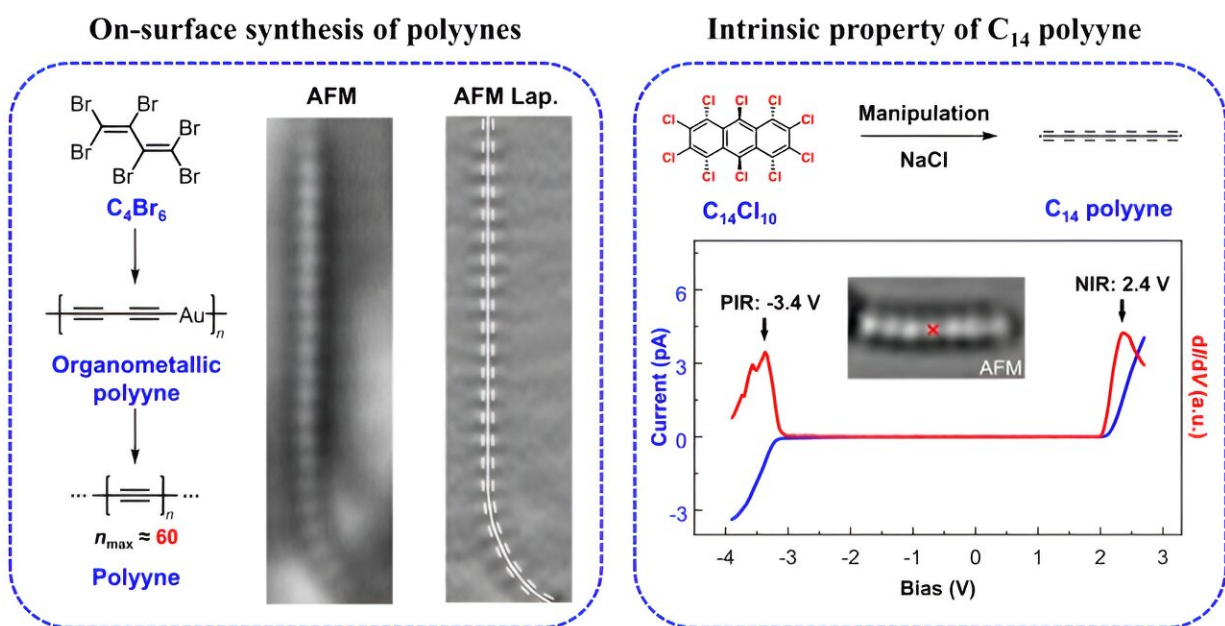 On-surface synthesis of polyynes
Br Br
Br Br
Br Br
C₄Br₆
Au n
Organometallic
polyyne
··· n ···
n_max ≈ 60
Polyyne
AFM
AFM Lap.
Intrinsic property of C₁₄ polyyne
Cl Cl Cl
Cl Cl
Cl Cl
Cl Cl Cl
C₁₄Cl₁₀
Manipulation
NaCl
C₁₄ polyyne
PIR: -3.4 V
NIR: 2.4 V
AFM
Current (pA)
6
3
0
-3
dI/dV (a.u.)
-4 -3 -2 -1 0 1 2 3
Bias (V)